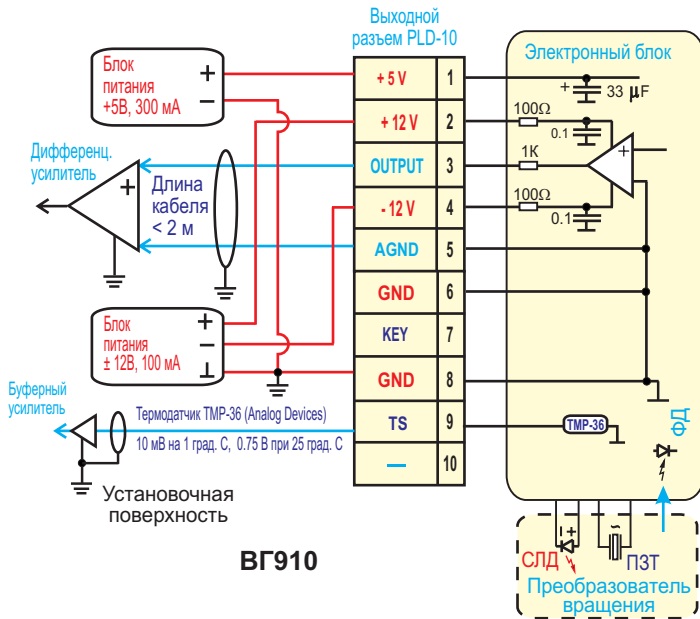 Выходной
разъем PLD-10
Электронный блок
Блок
питания
+5В, 300 мА
+
−
+ 5 V 1
+ 12 V 2
OUTPUT 3
- 12 V 4
AGND 5
GND 6
KEY 7
GND 8
TS 9
— 10
+
33 µF
100Ω
0.1
1К
+
100Ω
0.1
Дифференц.
усилитель
+
Длина
кабеля
< 2 м
Блок
питания
± 12В, 100 мА
+
−
⊥
Буферный
усилитель
Термодатчик TMP-36 (Analog Devices)
10 мВ на 1 град. С, 0.75 В при 25 град. С
TMP-36
ФД
Установочная
поверхность
ВГ910
− +
~
СЛД
ПЗТ
Преобразователь
вращения